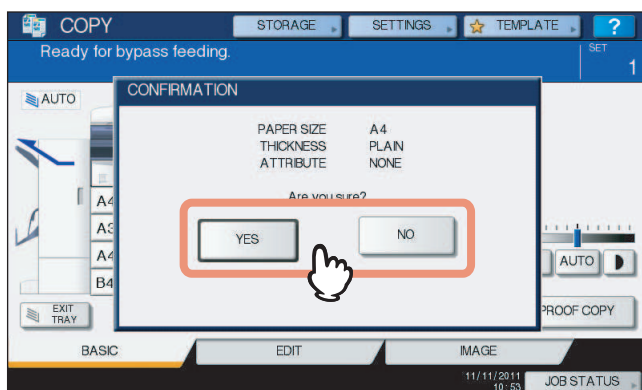 COPY STORAGE SETTINGS TEMPLATE ?
Ready for bypass feeding. SET
1
AUTO
CONFIRMATION
PAPER SIZE A4
THICKNESS PLAIN
ATTRIBUTE NONE
Are you sure?
YES NO
A4
A3
A4
B4
AUTO
EXIT
TRAY
PROOF COPY
BASIC EDIT IMAGE
11/11/2011
10:53
JOB STATUS